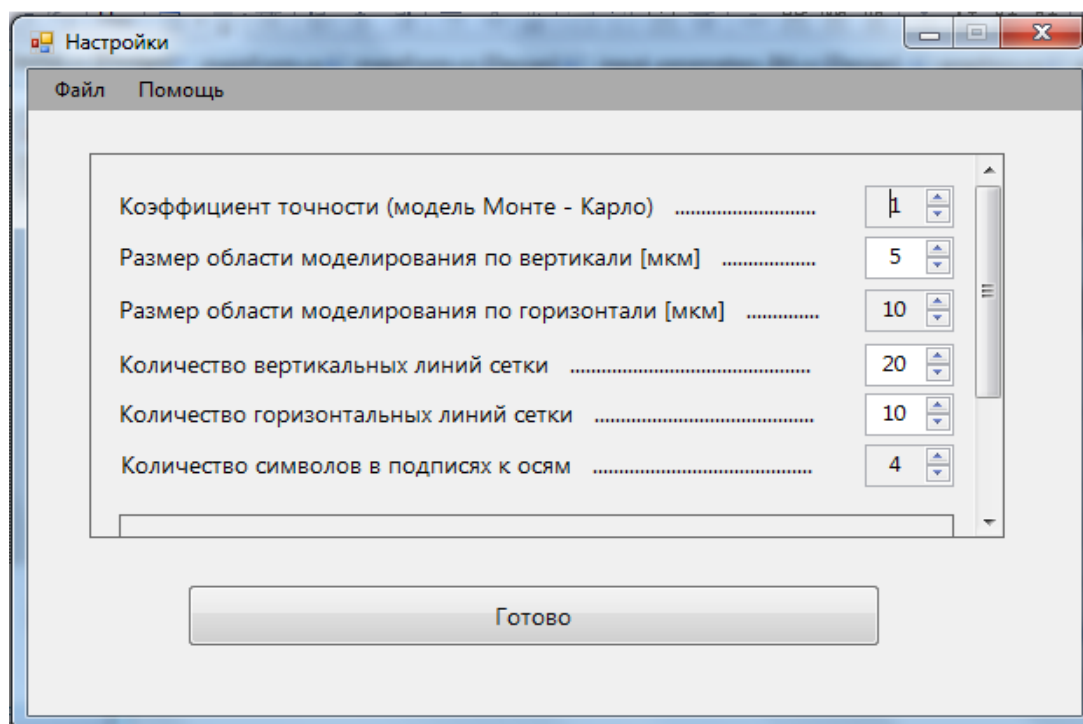 Настройки
Файл Помощь
Коэффициент точности (модель Монте - Карло) ........................... 1
Размер области моделирования по вертикали [мкм] .................. 5
Размер области моделирования по горизонтали [мкм] .............. 10
Количество вертикальных линий сетки .............................................. 20
Количество горизонтальных линий сетки .......................................... 10
Количество символов в подписях к осям .......................................... 4
Готово